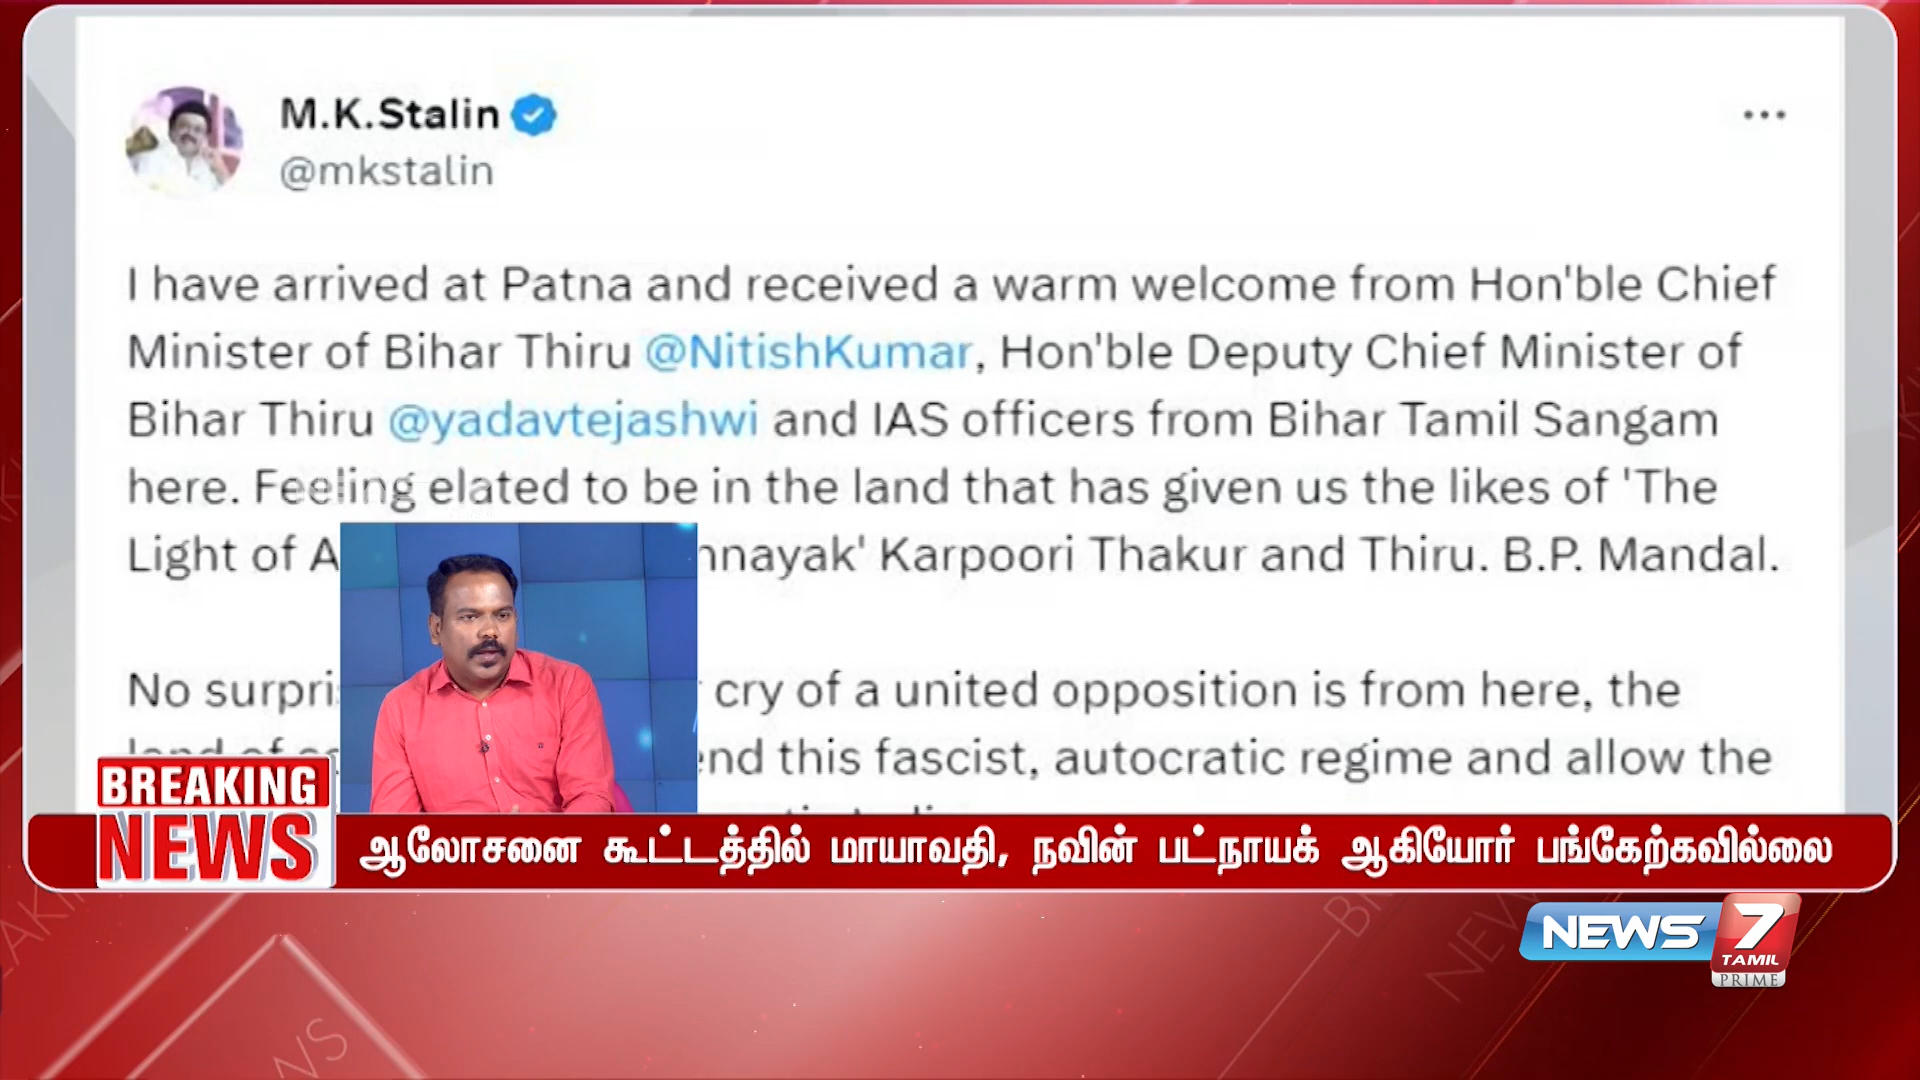 M.K.Stalin
@mkstalin
I have arrived at Patna and received a warm welcome from Hon'ble Chief
Minister of Bihar Thiru @NitishKumar, Hon'ble Deputy Chief Minister of
Bihar Thiru @yadavtejashwi and IAS officers from Bihar Tamil Sangam
here. Feeling elated to be in the land that has given us the likes of 'The
Light of A nnayak' Karpoori Thakur and Thiru. B.P. Mandal.
No surpri cry of a united opposition is from here, the
land of end this fascist, autocratic regime and allow the
BREAKING
NEWS
ஆலோசனை கூட்டத்தில் மாயாவதி, நவின் பட்நாயக் ஆகியோர் பங்கேற்கவில்லை
NEWS 7
TAMIL
PRIME